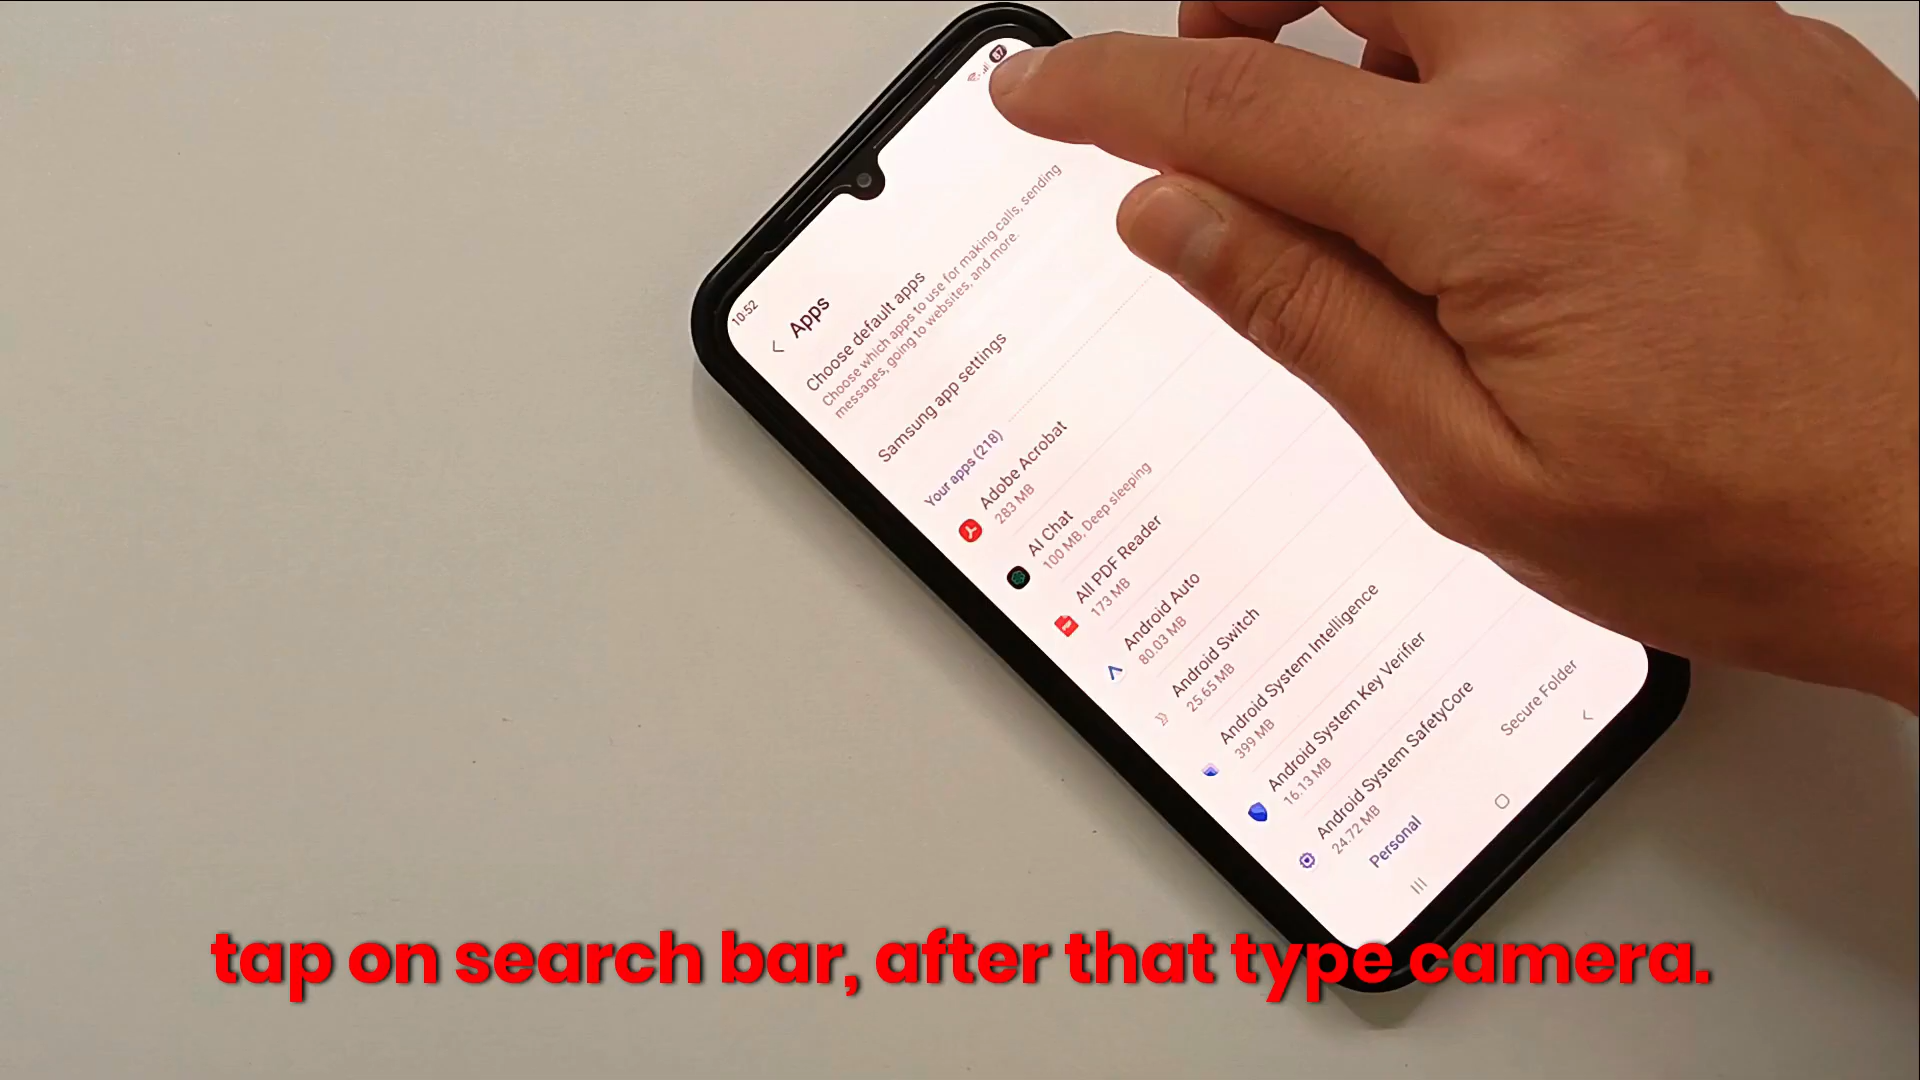 67
10:52
Apps
Choose default apps
Choose which apps to use for making calls, sending
messages, going to websites, and more.
Samsung app settings
Your apps (218)
Adobe Acrobat
283 MB
AI Chat
100 MB, Deep sleeping
All PDF Reader
173 MB
PDF
Android Auto
80.03 MB
Android Switch
25.65 MB
Android System Intelligence
399 MB
Android System Key Verifier
16.13 MB
Android System SafetyCore
24.72 MB
Personal
Secure Folder
tap on search bar, after that type camera.